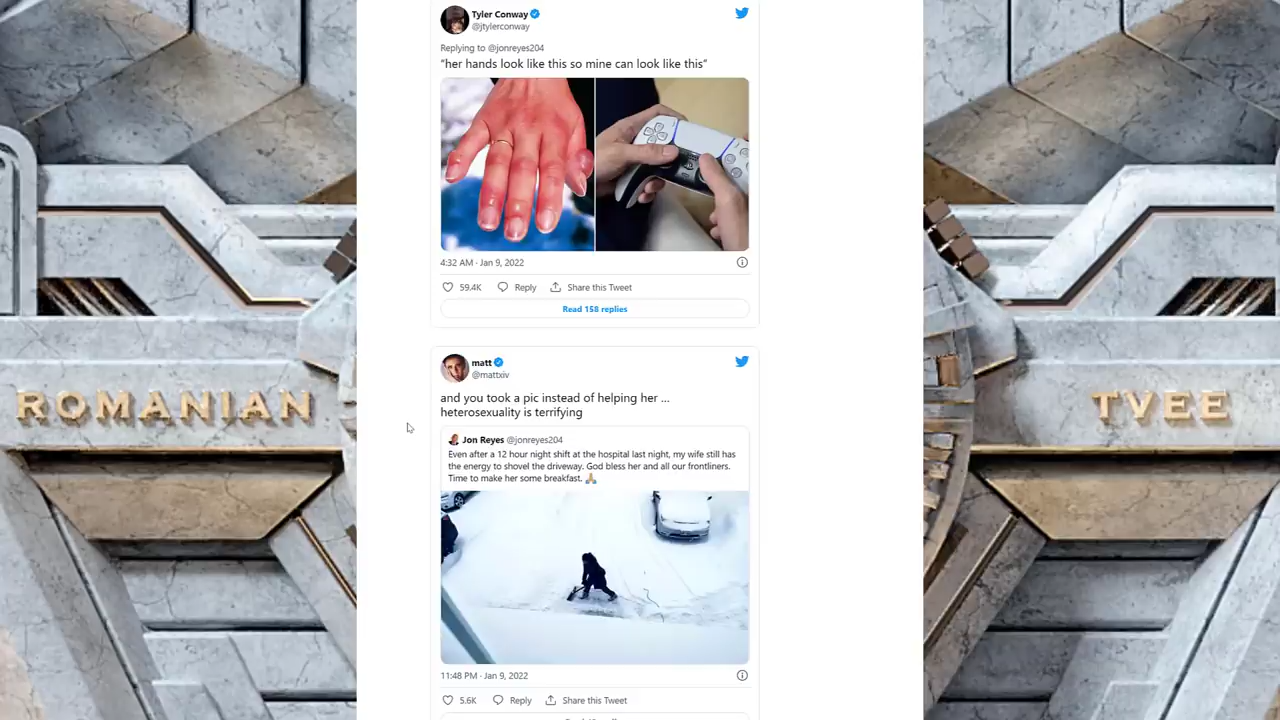 Tyler Conway
@jtylerconway
Replying to @jonreyes204
“her hands look like this so mine can look like this”
4:32 AM · Jan 9, 2022
59.4K Reply Share this Tweet
Read 158 replies
matt
@mattxiv
and you took a pic instead of helping her ...
heterosexuality is terrifying
Jon Reyes @jonreyes204
Even after a 12 hour night shift at the hospital last night, my wife still has
the energy to shovel the driveway. God bless her and all our frontliners.
Time to make her some breakfast. 🙏🏼
11:48 PM · Jan 9, 2022
5.6K Reply Share this Tweet
ROMANIAN
TVEE